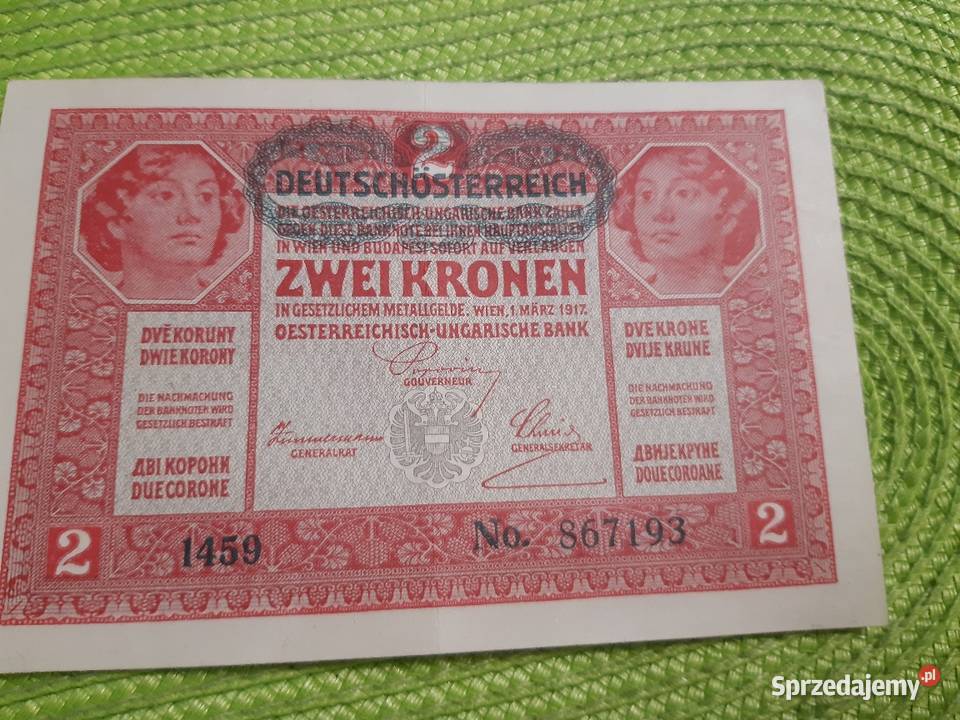 2
DEUTSCHÖSTERREICH
DIE OESTERREICHISCH-UNGARISCHE BANK ZAHLT
GEGEN DIESE BANKNOTE BEI IHREN HAUPTANSTALTEN
IN WIEN UND BUDAPEST SOFORT AUF VERLANGEN
ZWEI KRONEN
IN GESETZLICHEM METALLGELDE. WIEN, 1. MÄRZ 1917.
OESTERREICHISCH-UNGARISCHE BANK
DVĚ KORUNY
DWIE KORONY
DIE NACHMACHUNG
DER BANKNOTEN WIRD
GESETZLICH BESTRAFT
ДВІ КОРОНИ
DUE CORONE
GOUVERNEUR
GENERALRAT
GENERALSEKRETÄR
DVE KRONE
DVIJE KRUNE
DIE NACHMACHUNG
DER BANKNOTEN WIRD
GESETZLICH BESTRAFT
ДВИЈЕ КРУНЕ
DOUE COROANE
2
1459
No. 867193
2
Sprzedajemy.pl